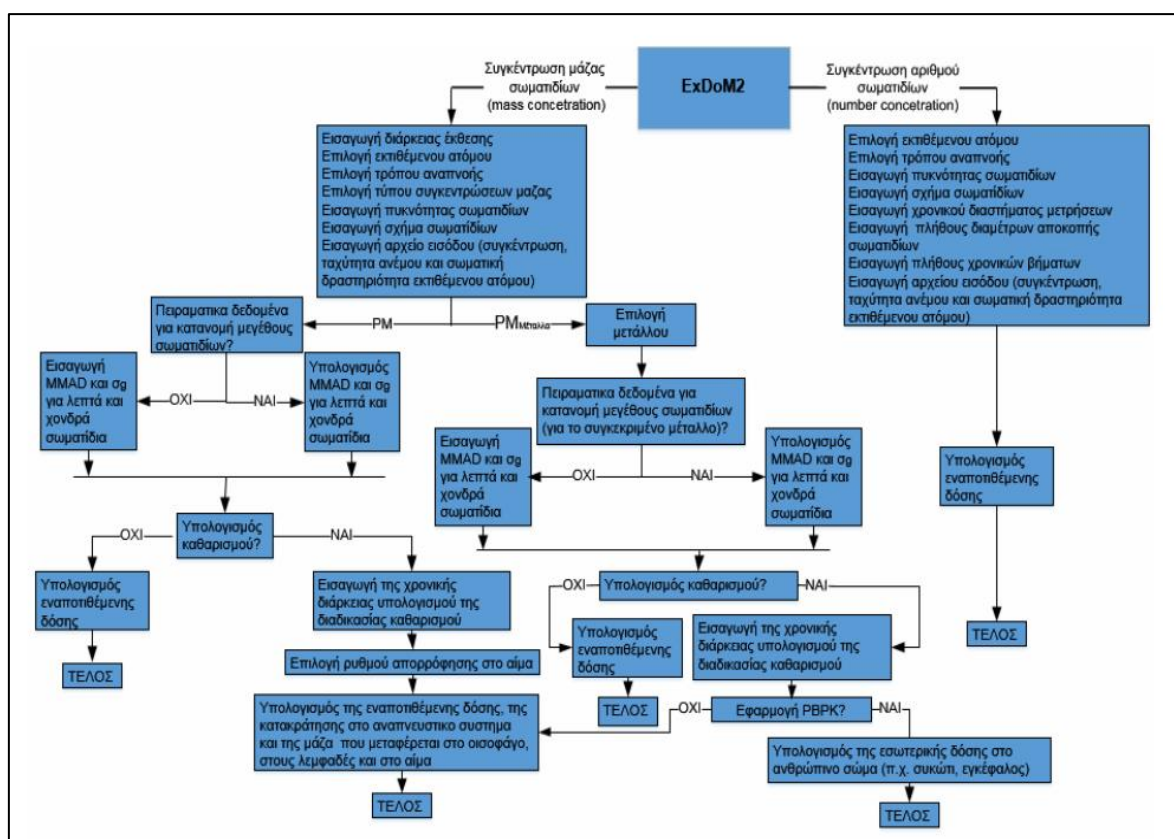 Συγκέντρωση μάζας
σωματιδίων
(mass concetration)
ExDoM2
Συγκέντρωση αριθμού
σωματιδίων
(number concetration)
Εισαγωγή διάρκειας έκθεσης
Επιλογή εκτιθέμενου ατόμου
Επιλογή τρόπου αναπνοής
Επιλογή τύπου συγκεντρώσεων μαζας
Εισαγωγή πυκνότητας σωματιδίων
Εισαγωγή σχήμα σωματίδίων
Εισαγωγή αρχείο εισόδου (συγκέντρωση,
ταχύτητα ανέμου και σωματική
δραστηριότητα εκτιθέμενου ατόμου)
Επιλογή εκτιθέμενου ατόμου
Επιλογή τρόπου αναπνοής
Εισαγωγή πυκνότητας σωματιδίων
Εισαγωγή σχήμα σωματιδίων
Εισαγωγή χρονικού διαστήματος μετρήσεων
Εισαγωγή πλήθους διαμέτρων αποκοπής
σωματιδίων
Εισαγωγή πλήθους χρονικών βήματων
Εισαγωγή αρχείου εισόδου (συγκέντρωση,
ταχύτητα ανέμου και σωματική δραστηριότητα
εκτιθέμενου ατόμου)
Πειραματικα δεδομένα
για κατανομή μεγέθους
σωματιδίων?
PM
PMΜέταλλα
Επιλογή
μετάλλου
Εισαγωγή
MMAD και σg
για λεπτά και
χονδρά
σωματίδια
ΟΧΙ
ΝΑΙ
Υπολογισμός
MMAD και σg
για λεπτά και
χονδρά
σωματίδια
Πειραματικα δεδομένα για
κατανομή μεγέθους σωματιδίων
(για το συγκεκριμένο μέταλλο)?
Εισαγωγή
MMAD και σg
για λεπτά και
χονδρά
σωματίδια
ΟΧΙ
ΝΑΙ
Υπολογισμός
MMAD και σg
για λεπτά και
χονδρά
σωματίδια
Υπολογισμός
εναποτιθέμενης
δόσης
Υπολογισμός
καθαρισμού?
ΟΧΙ
ΝΑΙ
Υπολογισμός
εναποτιθέμενης
δόσης
ΤΕΛΟΣ
Εισαγωγή της χρονικής
διάρκειας υπολογισμού της
διαδικασίας καθαρισμού
Επιλογή ρυθμού απορρόφησης στο αίμα
Υπολογισμός της εναποτιθέμενης δόσης, της
κατακράτησης στο αναπνευστικο συστημα
και της μάζα που μεταφέρεται στο οισοφάγο,
στους λεμφαδές και στο αίμα
ΤΕΛΟΣ
ΟΧΙ
Υπολογισμός καθαρισμού?
ΝΑΙ
Υπολογισμός
εναποτιθέμενης
δόσης
ΤΕΛΟΣ
Εισαγωγή της χρονικής
διάρκειας υπολογισμού της
διαδικασίας καθαρισμού
ΟΧΙ
Εφαρμογή PBPK?
ΝΑΙ
Υπολογισμός της εσωτερικής δόσης στο
ανθρώπινο σώμα (π.χ. συκώτι, εγκέφαλος)
ΤΕΛΟΣ
ΤΕΛΟΣ